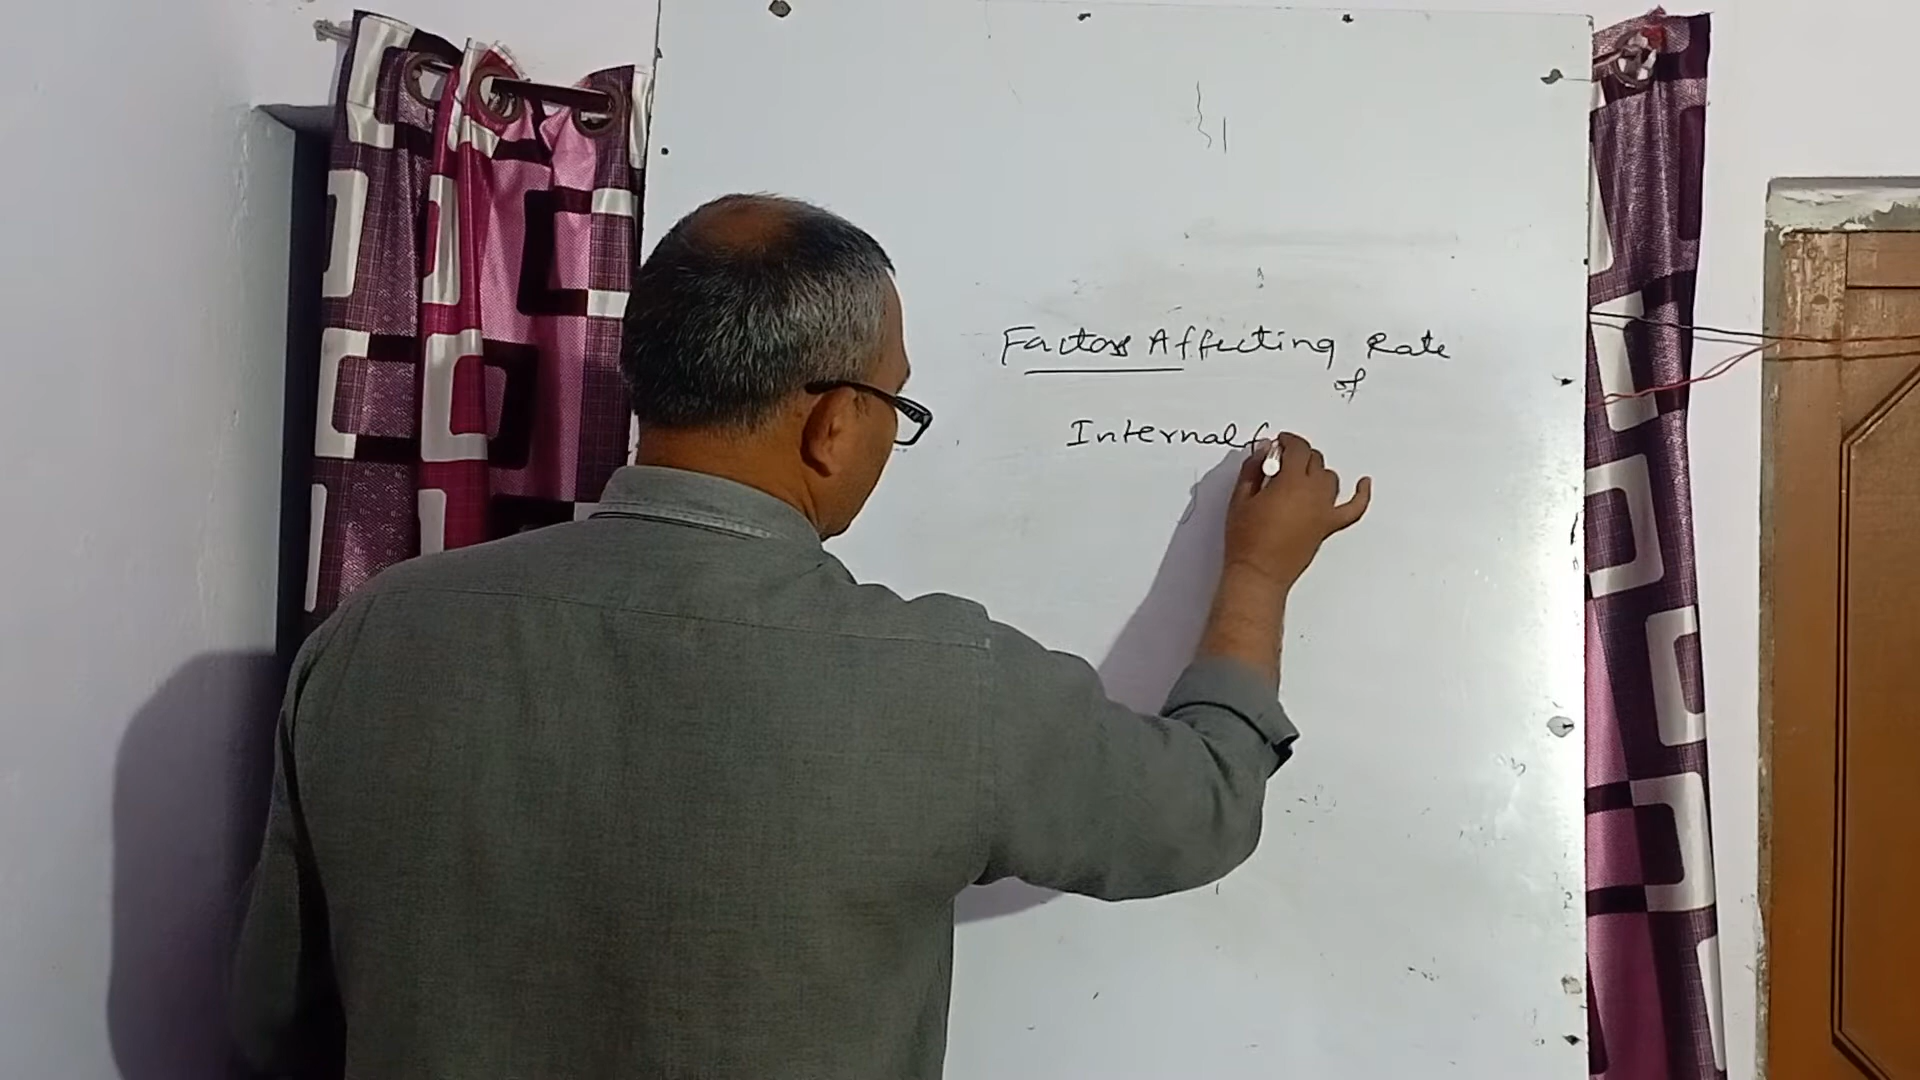 Factors Affecting Rate
of
Internal f